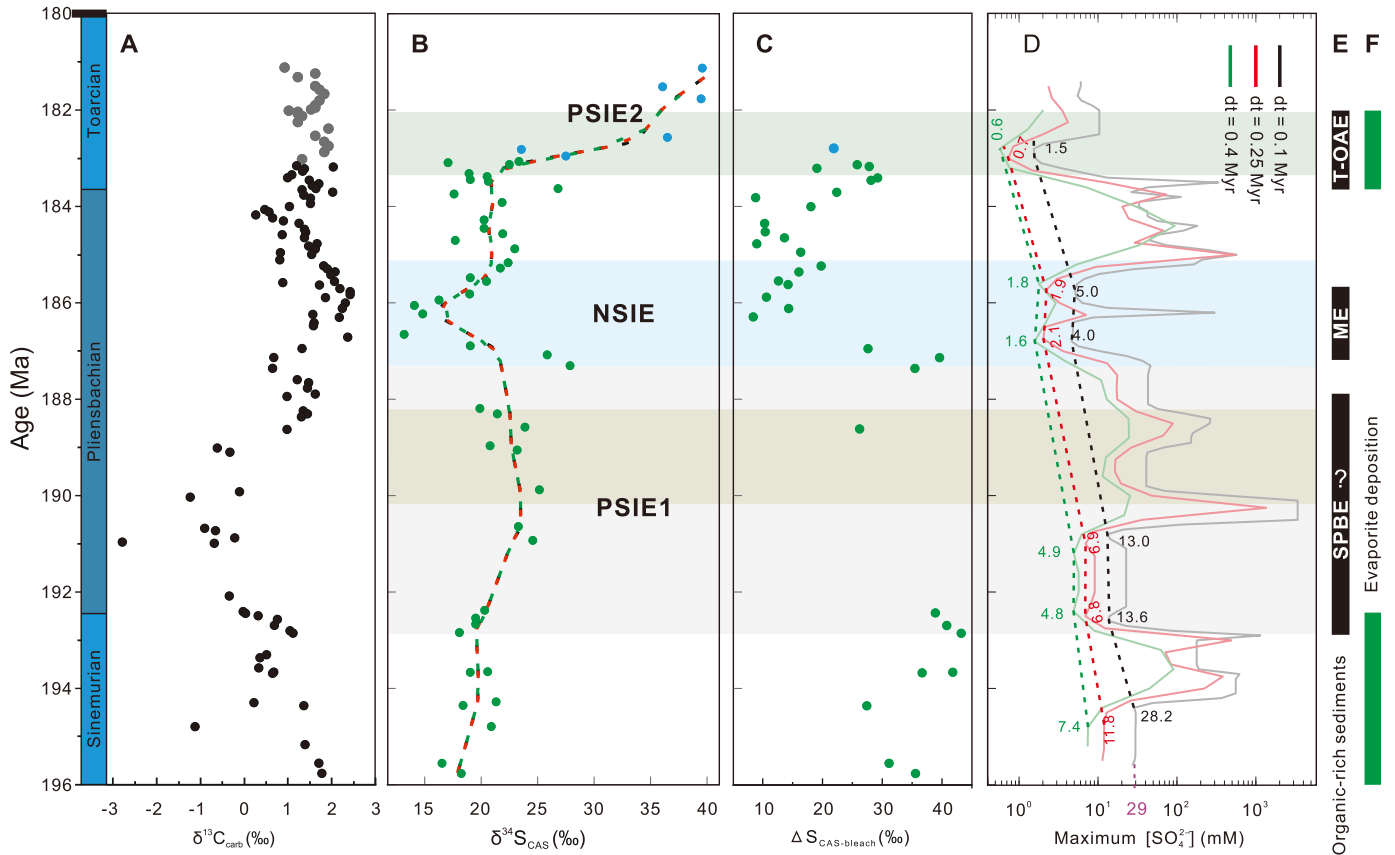 A
B
C
D
E
F
180
182
184
186
188
190
192
194
196
Age (Ma)
Toarcian
Pliensbachian
Sinemurian
PSIE2
NSIE
PSIE1
dt = 0.4 Myr
dt = 0.25 Myr
dt = 0.1 Myr
0.6
0.7
1.5
1.8
1.9
5.0
1.6
2.1
4.0
4.9
6.9
13.0
4.8
6.8
13.6
7.4
11.8
28.2
T-OAE
ME
SPBE ?
Organic-rich sediments
Evaporite deposition
-3 -2 -1 0 1 2 3
δ¹³Ccarb(‰)
15 20 25 30 35 40
δ³⁴SCAS(‰)
10 20 30 40
Δ SCAS-bleach(‰)
10⁰ 10¹ 29 10² 10³
Maximum [SO₄²⁻] (mM)